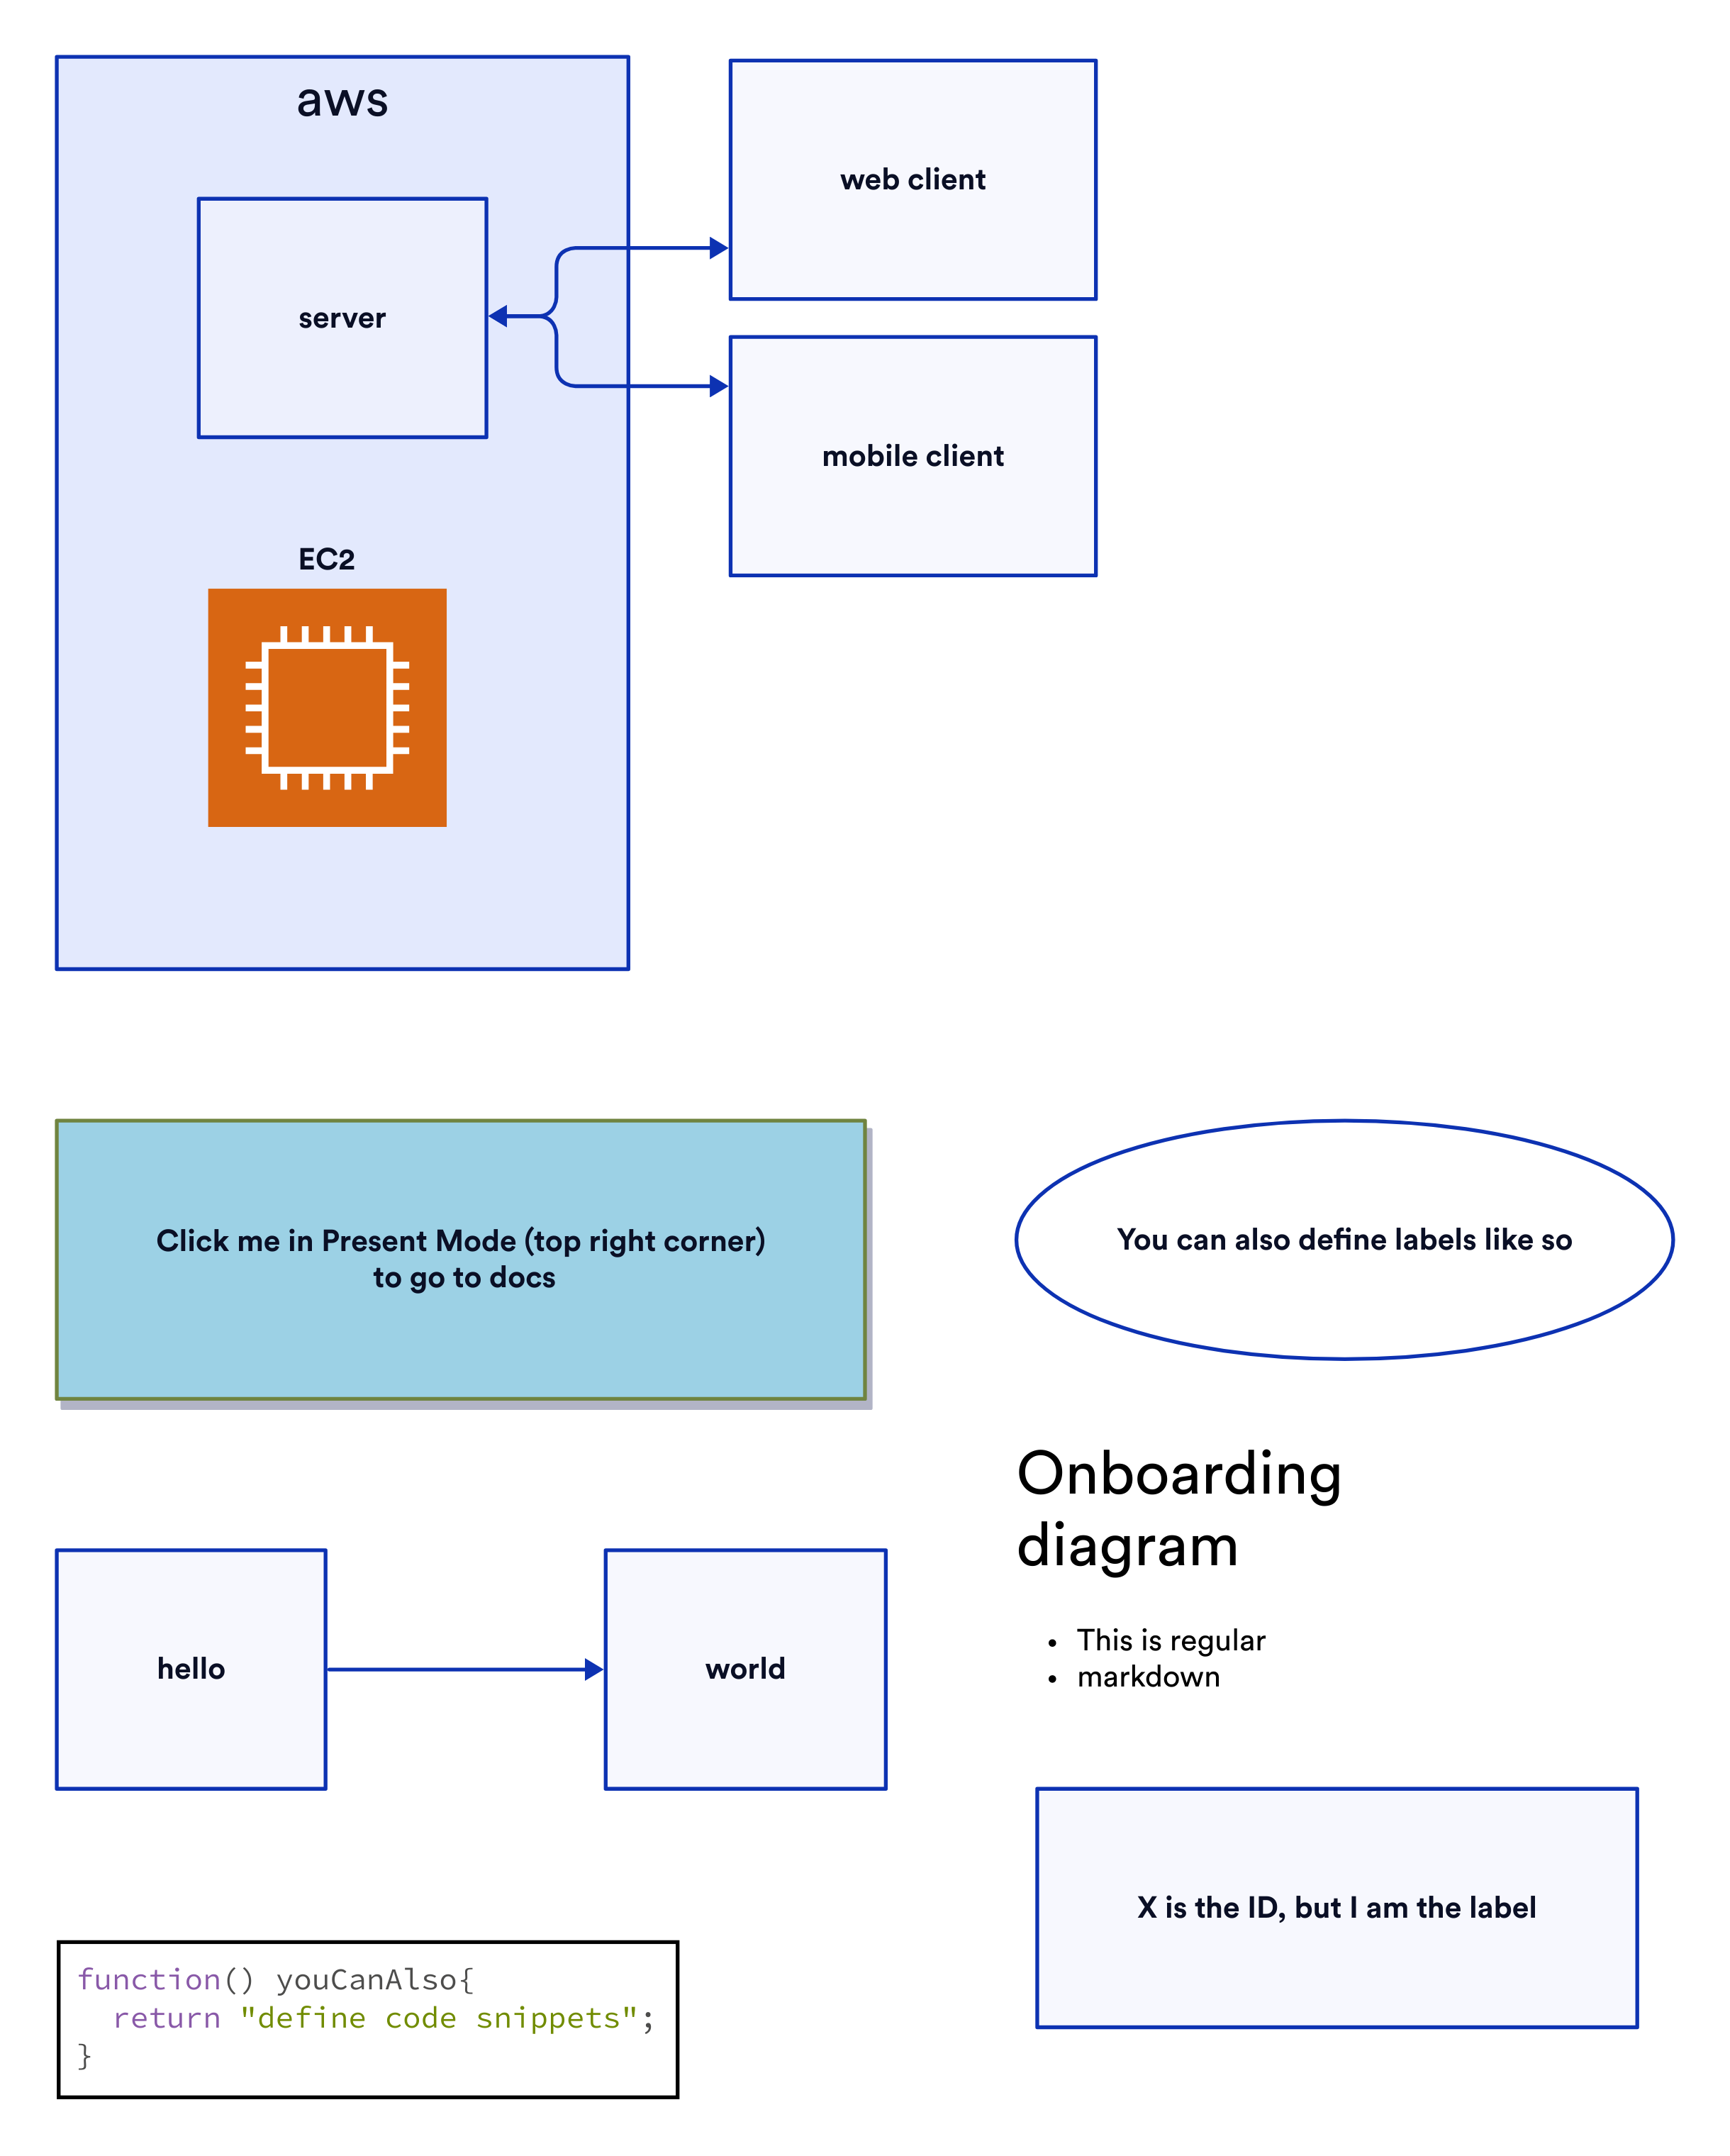 aws
web client
server
mobile client
EC2
Click me in Present Mode (top right corner)
to go to docs
You can also define labels like so
Onboarding
diagram
• This is regular
• markdown
hello
world
X is the ID, but I am the label
function() youCanAlso{
  return "define code snippets";
}